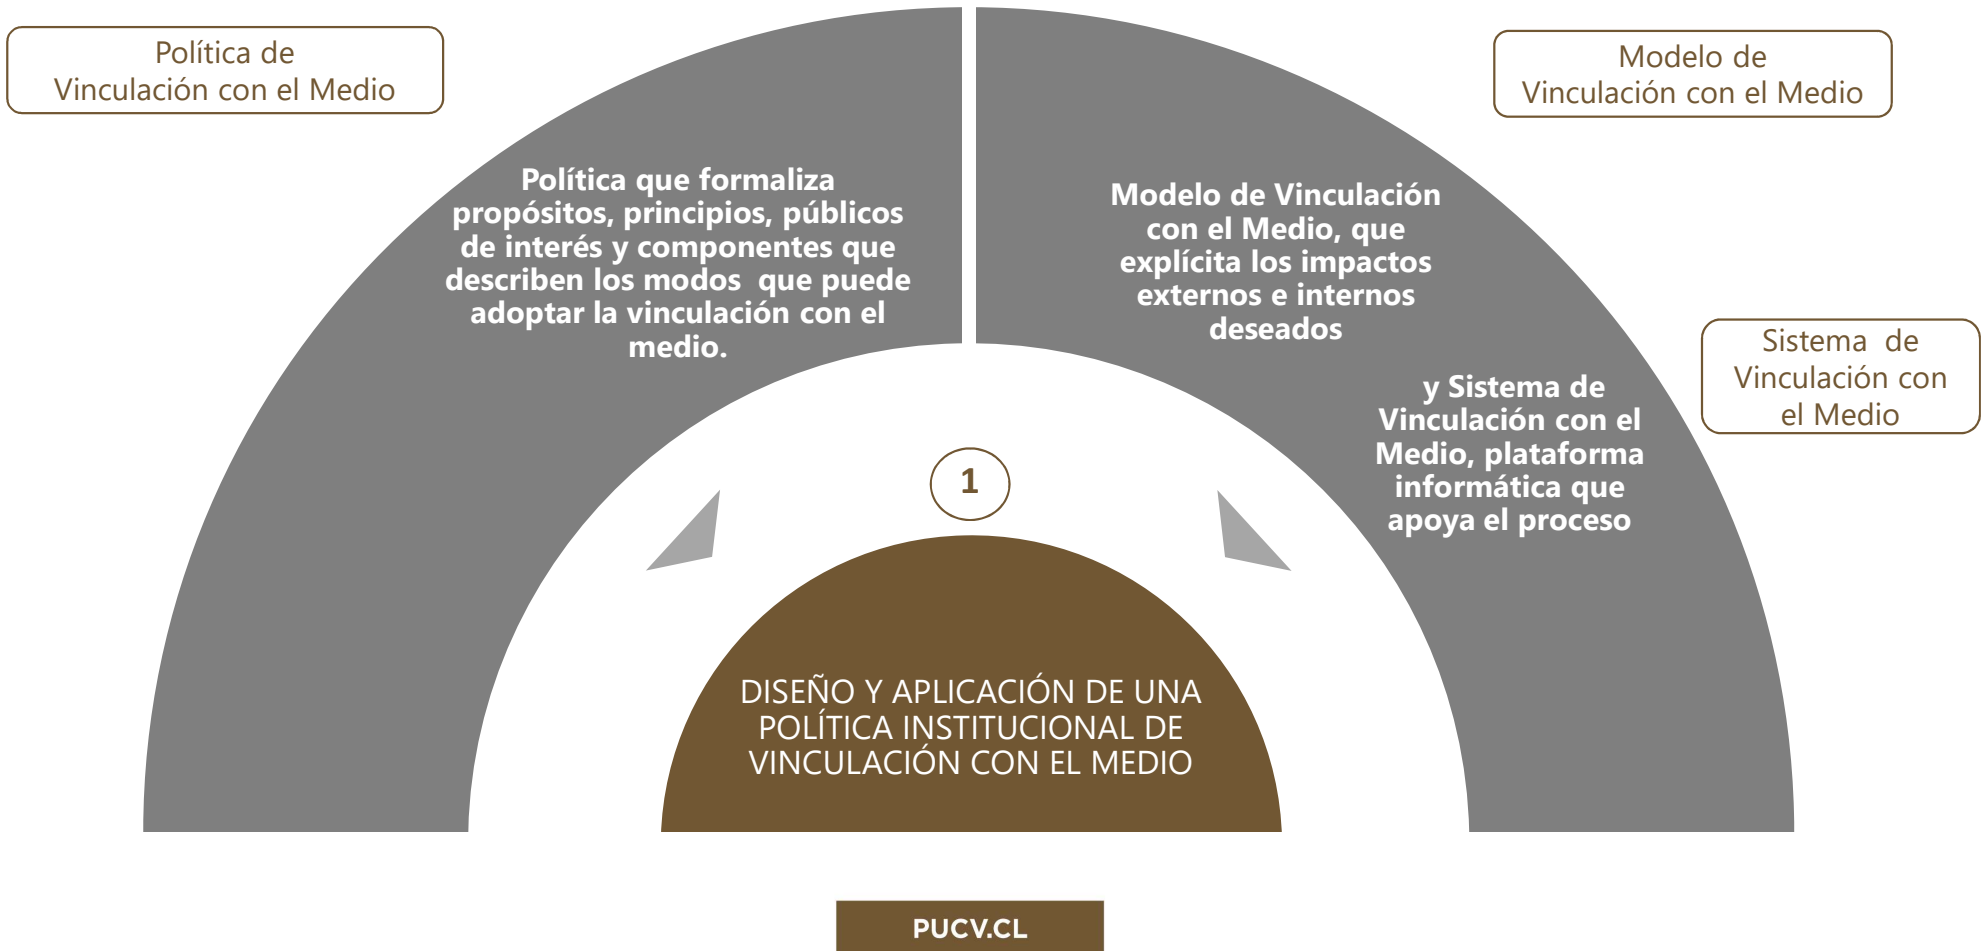 Política de
Vinculación con el Medio
Modelo de
Vinculación con el Medio
Política que formaliza
propósitos, principios, públicos
de interés y componentes que
describen los modos  que puede
adoptar la vinculación con el
medio.
Modelo de Vinculación
con el Medio, que
explícita los impactos
externos e internos
deseados
Sistema  de
Vinculación con
el Medio
y Sistema de
Vinculación con el
Medio, plataforma
informática que
apoya el proceso
1
DISEÑO Y APLICACIÓN DE UNA
POLÍTICA INSTITUCIONAL DE
VINCULACIÓN CON EL MEDIO
PUCV.CL